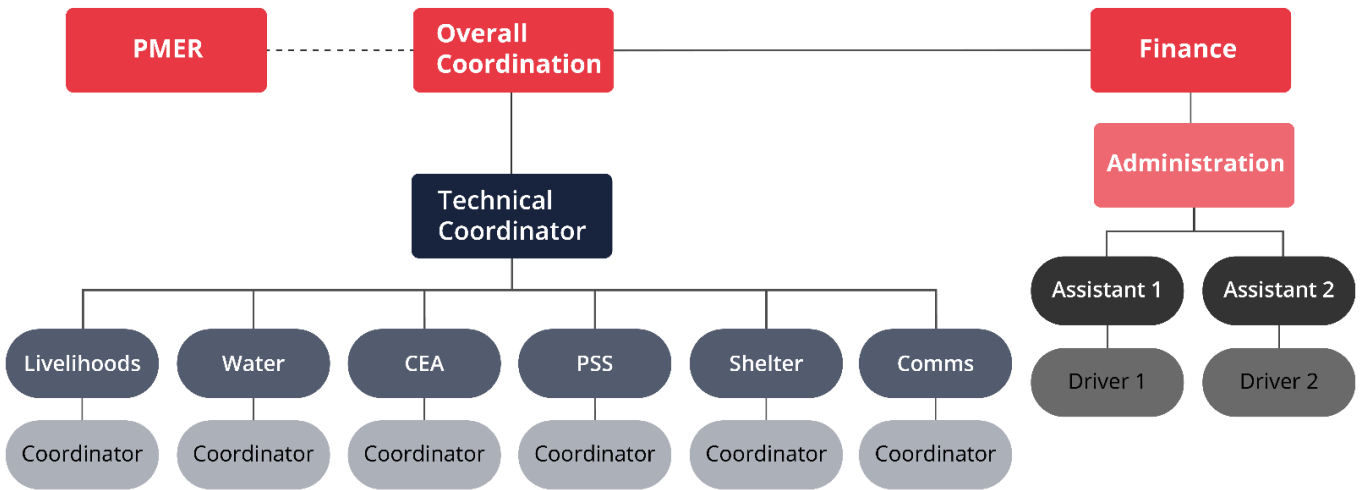 PMER
Overall
Coordination
Finance
Administration
Technical
Coordinator
Assistant 1
Assistant 2
Livelihoods
Water
CEA
PSS
Shelter
Comms
Driver 1
Driver 2
Coordinator
Coordinator
Coordinator
Coordinator
Coordinator
Coordinator